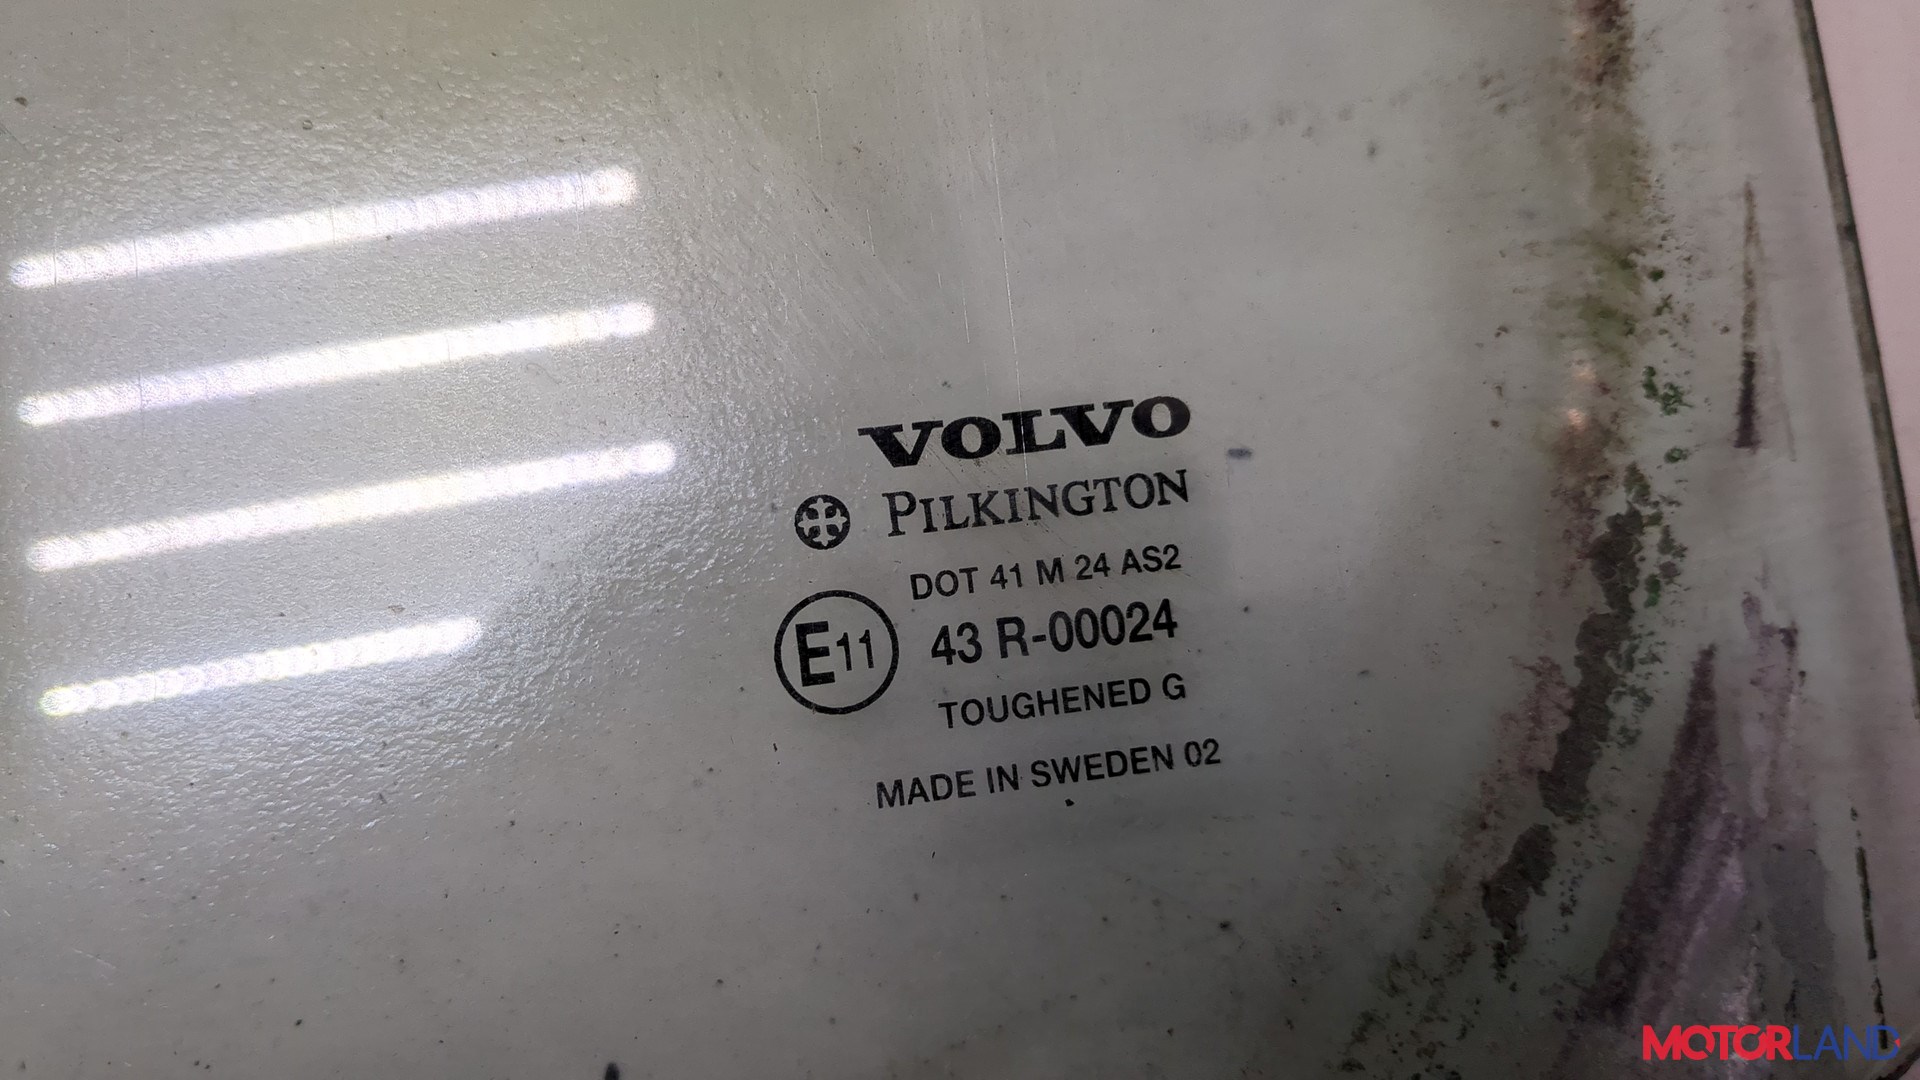 VOLVO
PILKINGTON
DOT 41 M 24 AS2
E11 43 R-00024
TOUGHENED G
MADE IN SWEDEN 02
MOTORLAND